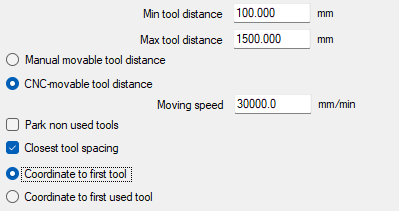 Min tool distance 100.000 mm
Max tool distance 1500.000 mm
Manual movable tool distance
CNC-movable tool distance
Moving speed 30000.0 mm/min
Park non used tools
Closest tool spacing
Coordinate to first tool
Coordinate to first used tool